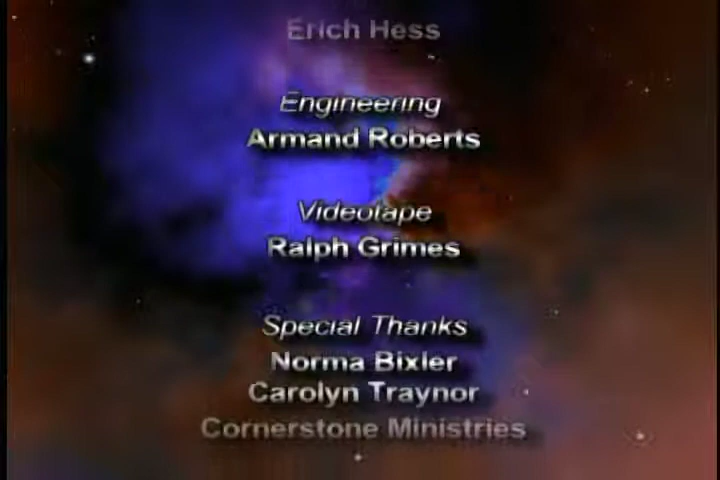 Erich Hess
Engineering
Armand Roberts
Videotape
Ralph Grimes
Special Thanks
Norma Bixler
Carolyn Traynor
Cornerstone Ministries